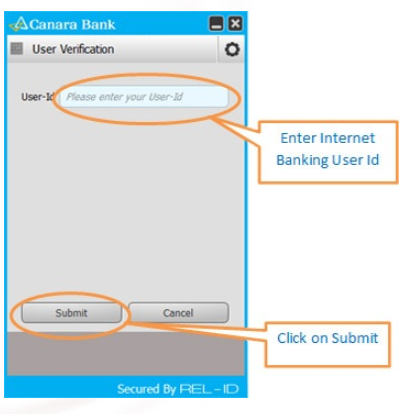 Canara Bank
User Verification
User-Id
Please enter your User-Id
Enter Internet
Banking User Id
Submit
Cancel
Click on Submit
Secured By REL-ID